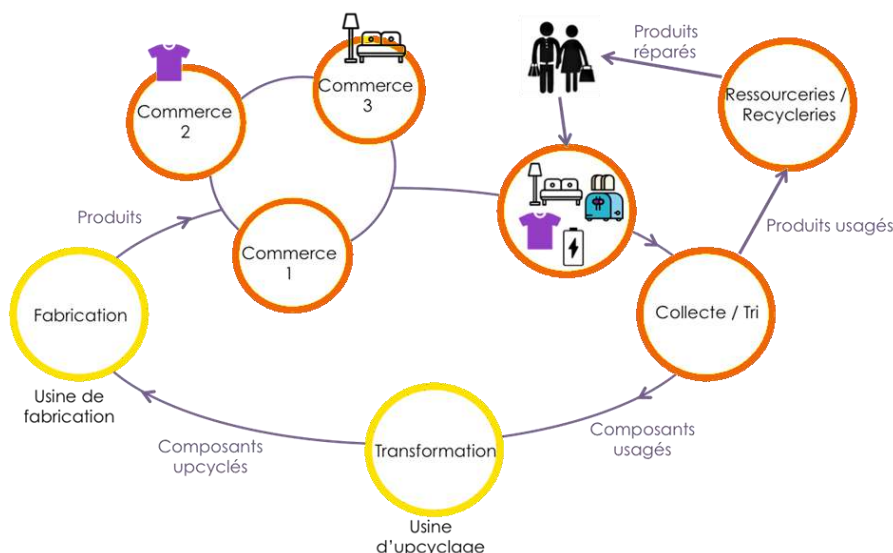 Produits
réparés
Commerce
3
Commerce
2
Ressourceries /
Recycleries
Produits
Produits usagés
Commerce
1
Fabrication
Collecte / Tri
Usine de
fabrication
Composants
upcyclés
Transformation
Composants
usagés
Usine
d'upcyclage